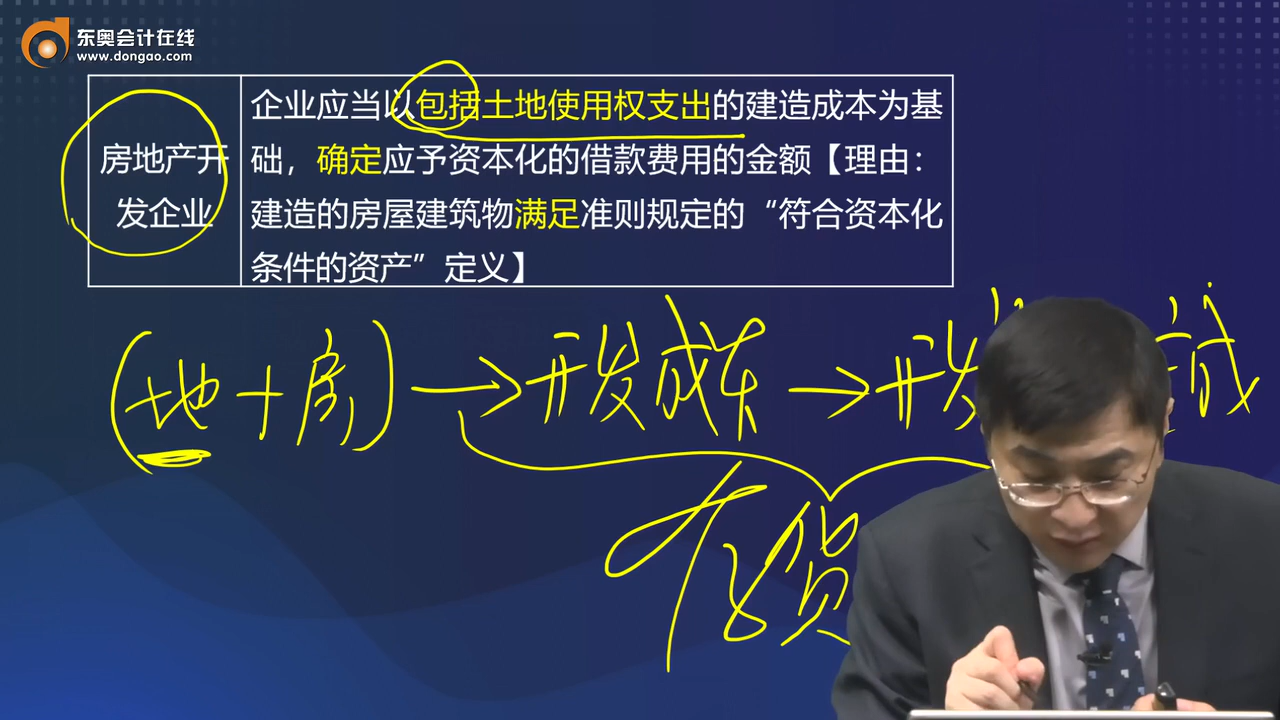 东奥会计在线
www.dongao.com
房地产开
发企业
企业应当以包括土地使用权支出的建造成本为基
础，确定应予资本化的借款费用的金额【理由：
建造的房屋建筑物满足准则规定的“符合资本化
条件的资产”定义】
(地+房)→开发成本→开发
存货